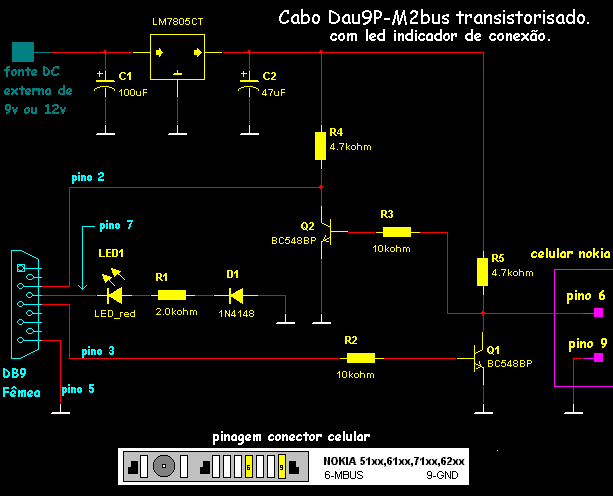 Cabo Dau9P-M2bus transistorisado.
com led indicador de conexão.
LM7805CT
fonte DC
externa de
9v ou 12v
C1
100uF
C2
47uF
R4
4.7kohm
pino 2
pino 7
Q2
BC548BP
R3
10kohm
R5
4.7kohm
celular nokia
pino 6
pino 9
LED1
LED_red
R1
2.0kohm
D1
1N4148
R2
10kohm
Q1
BC548BP
pino 3
pino 5
DB9
Fêmea
pinagem conector celular
6
9
NOKIA 51xx,61xx,71xx,62xx
6-MBUS 9-GND